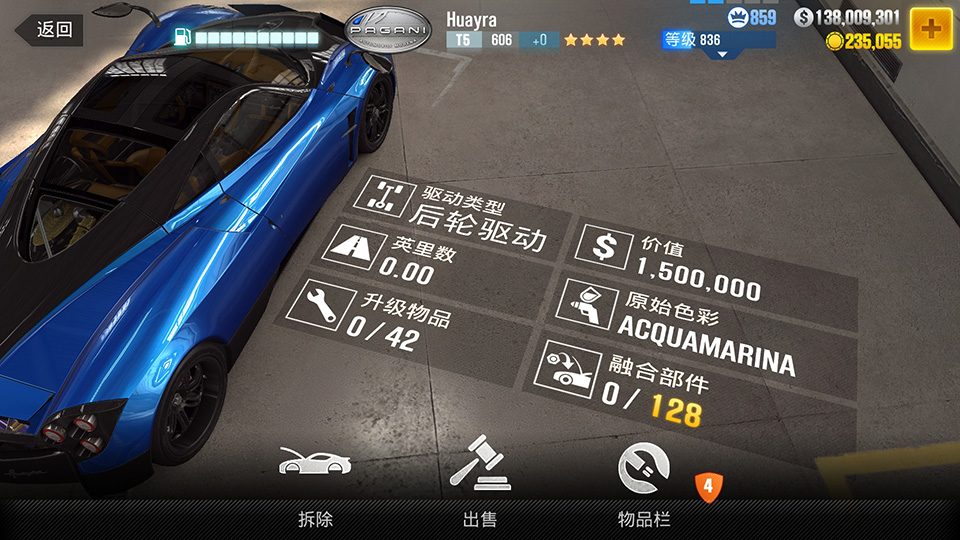 返回
PAGANI
Huayra
T5 606 +0
859
138,009,301
等级 836
235,055
驱动类型
后轮驱动
英里数
0.00
升级物品
0/42
价值
1,500,000
原始色彩
ACQUAMARINA
融合部件
0/128
拆除
出售
物品栏
4